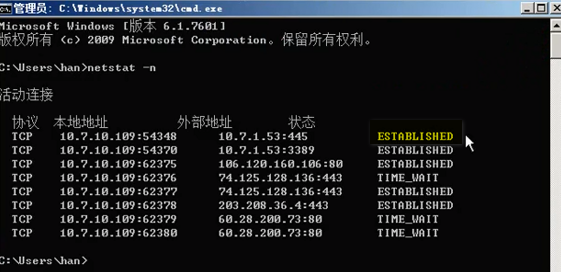 管理员: C:\Windows\system32\cmd.exe
Microsoft Windows [版本 6.1.7601]
版权所有 (c) 2009 Microsoft Corporation。保留所有权利。
C:\Users\han>netstat -n
活动连接
协议 本地地址 外部地址 状态
TCP 10.7.10.109:54348 10.7.1.53:445 ESTABLISHED
TCP 10.7.10.109:54370 10.7.1.53:3389 ESTABLISHED
TCP 10.7.10.109:62375 106.120.160.106:80 ESTABLISHED
TCP 10.7.10.109:62376 74.125.128.136:443 TIME_WAIT
TCP 10.7.10.109:62377 74.125.128.136:443 ESTABLISHED
TCP 10.7.10.109:62378 203.208.36.4:443 ESTABLISHED
TCP 10.7.10.109:62379 60.28.200.73:80 TIME_WAIT
TCP 10.7.10.109:62380 60.28.200.73:80 TIME_WAIT
C:\Users\han>